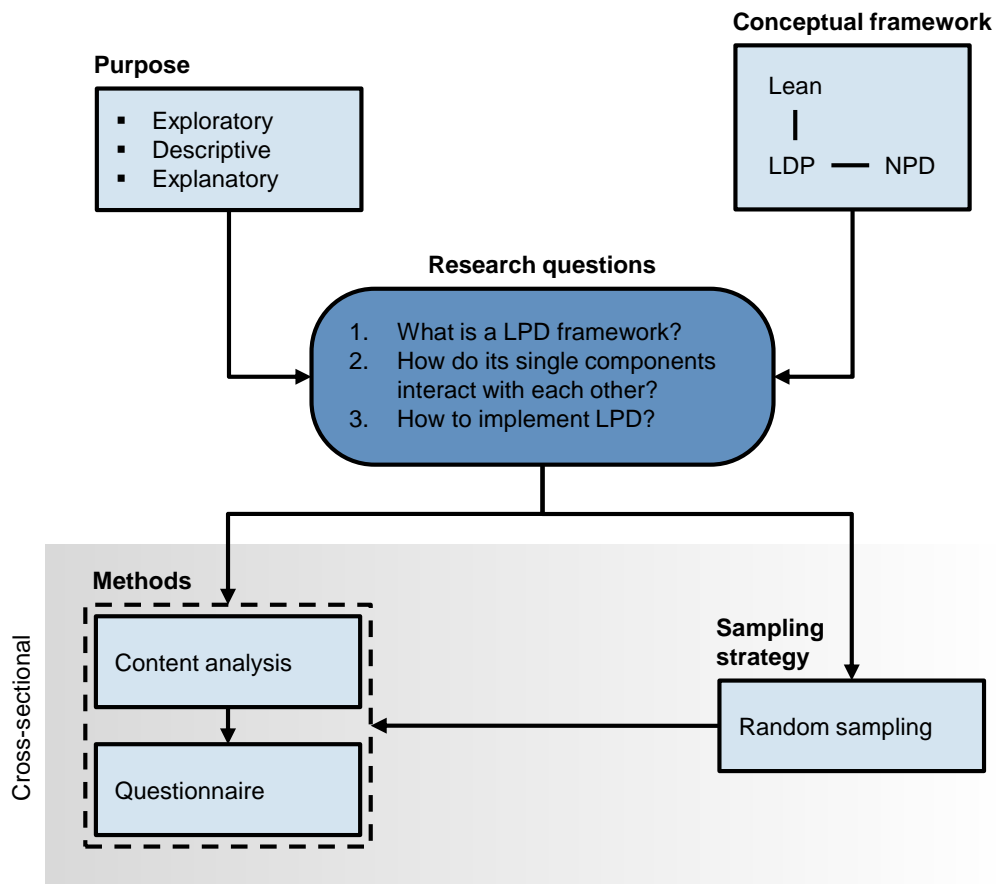 Conceptual framework
Lean
LDP
NPD
Purpose
▪ Exploratory
▪ Descriptive
▪ Explanatory
Research questions
1. What is a LPD framework?
2. How do its single components
interact with each other?
3. How to implement LPD?
Cross-sectional
Methods
Content analysis
Questionnaire
Sampling
strategy
Random sampling